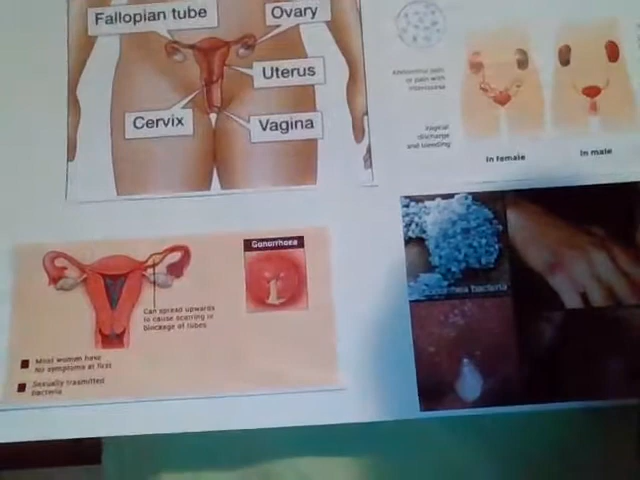 Fallopian tube
Ovary
Uterus
Cervix
Vagina
Abdominal pain
or pain with
intercourse
Vaginal
discharge
and bleeding
In female
In male
Gonorrhoea
Can spread upwards
to cause scarring or
blockage of tubes
Most women have
No symptoms at first
Sexually trasmitted
bacteria
bacteria